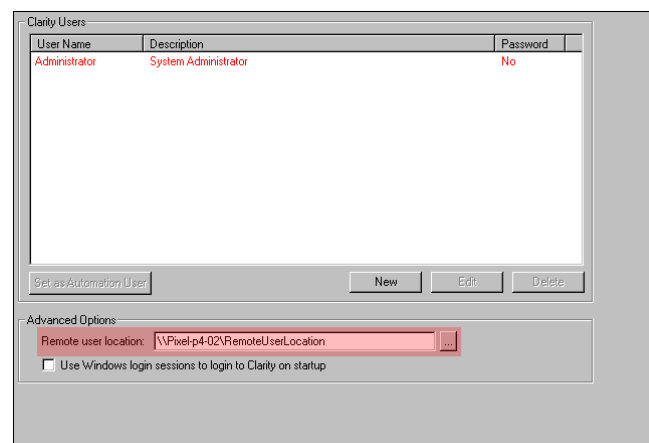 Clarity Users
User Name Description Password
Administrator System Administrator No
Set as Automation User New Edit Delete
Advanced Options
Remote user location: \\Pixel-p4-02\RemoteUserLocation ...
Use Windows login sessions to login to Clarity on startup